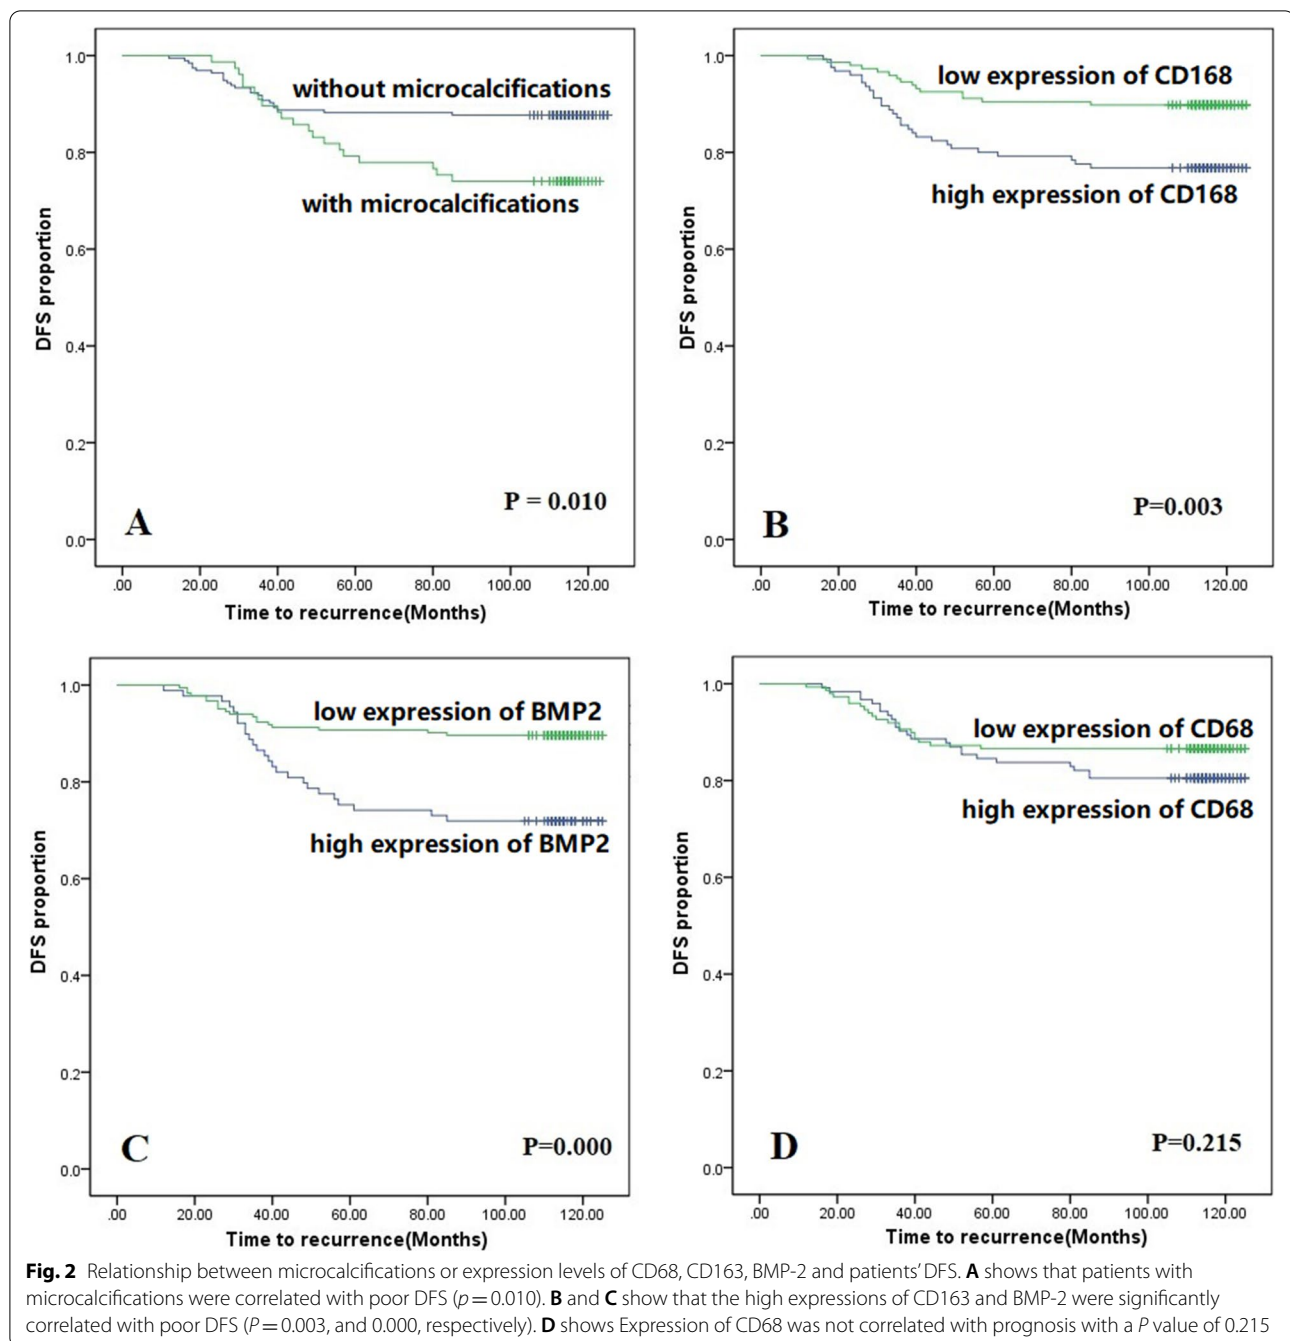 1.0
0.8
0.6
0.4
0.2
0.0
DFS proportion
without microcalcifications
with microcalcifications
P = 0.010
A
.00 20.00 40.00 60.00 80.00 100.00 120.00
Time to recurrence(Months)
1.0
0.8
0.6
0.4
0.2
0.0
DFS proportion
low expression of CD168
high expression of CD168
P=0.003
B
.00 20.00 40.00 60.00 80.00 100.00 120.00
Time to recurrence(Months)
1.0
0.8
0.6
0.4
0.2
0.0
DFS proportion
low expression of BMP2
high expression of BMP2
P=0.000
C
.00 20.00 40.00 60.00 80.00 100.00 120.00
Time to recurrence(Months)
1.0
0.8
0.6
0.4
0.2
0.0
DFS proportion
low expression of CD68
high expression of CD68
P=0.215
D
.00 20.00 40.00 60.00 80.00 100.00 120.00
Time to recurrence(Months)
Fig. 2 Relationship between microcalcifications or expression levels of CD68, CD163, BMP-2 and patients' DFS. A shows that patients with
microcalcifications were correlated with poor DFS (p = 0.010). B and C show that the high expressions of CD163 and BMP-2 were significantly
correlated with poor DFS (P = 0.003, and 0.000, respectively). D shows Expression of CD68 was not correlated with prognosis with a P value of 0.215